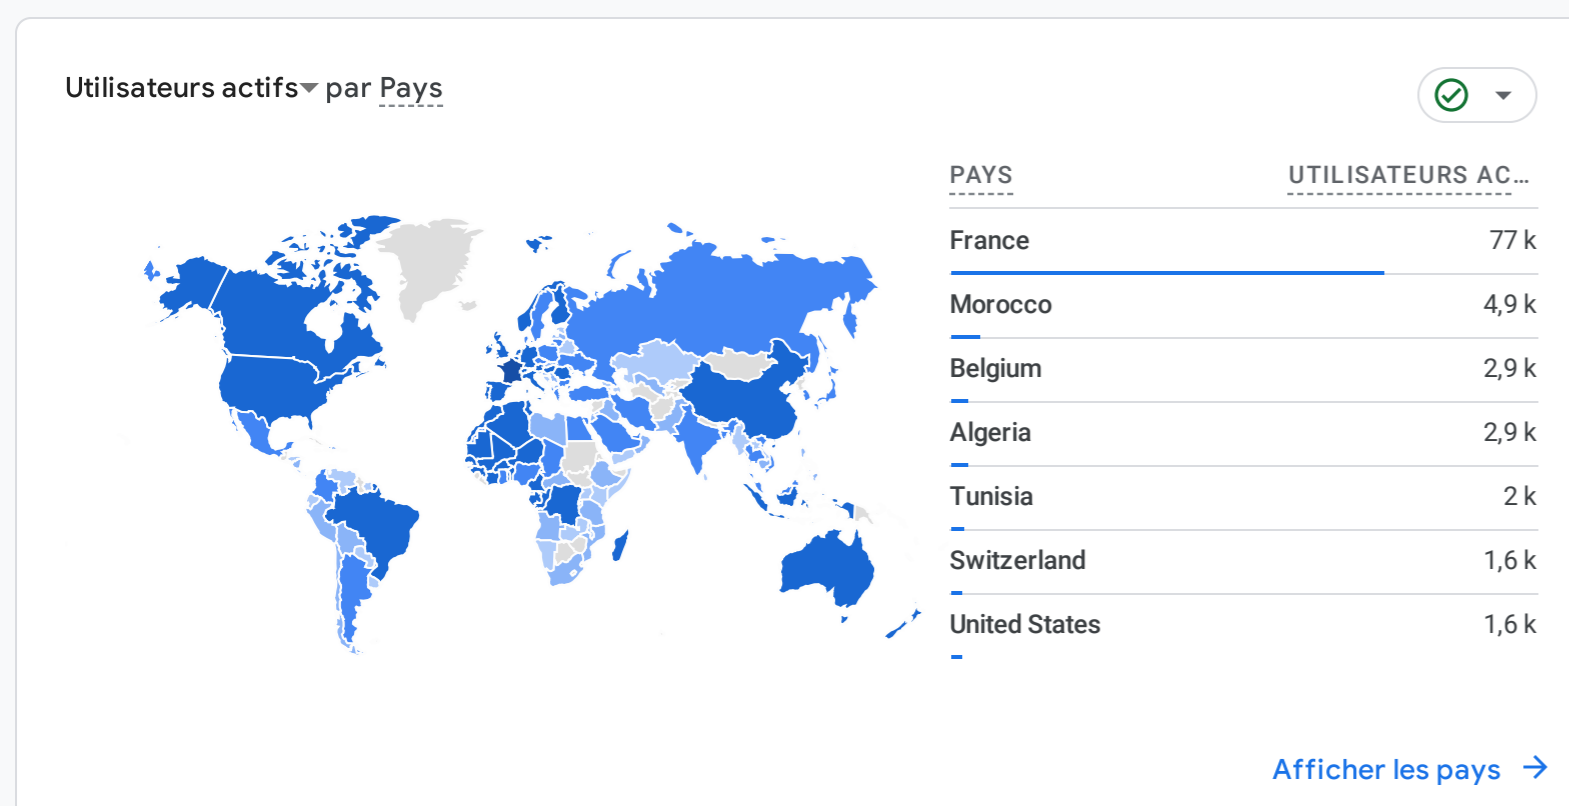 Utilisateurs actifs par Pays
PAYS UTILISATEURS AC...
France 77 k
Morocco 4,9 k
Belgium 2,9 k
Algeria 2,9 k
Tunisia 2 k
Switzerland 1,6 k
United States 1,6 k
Afficher les pays